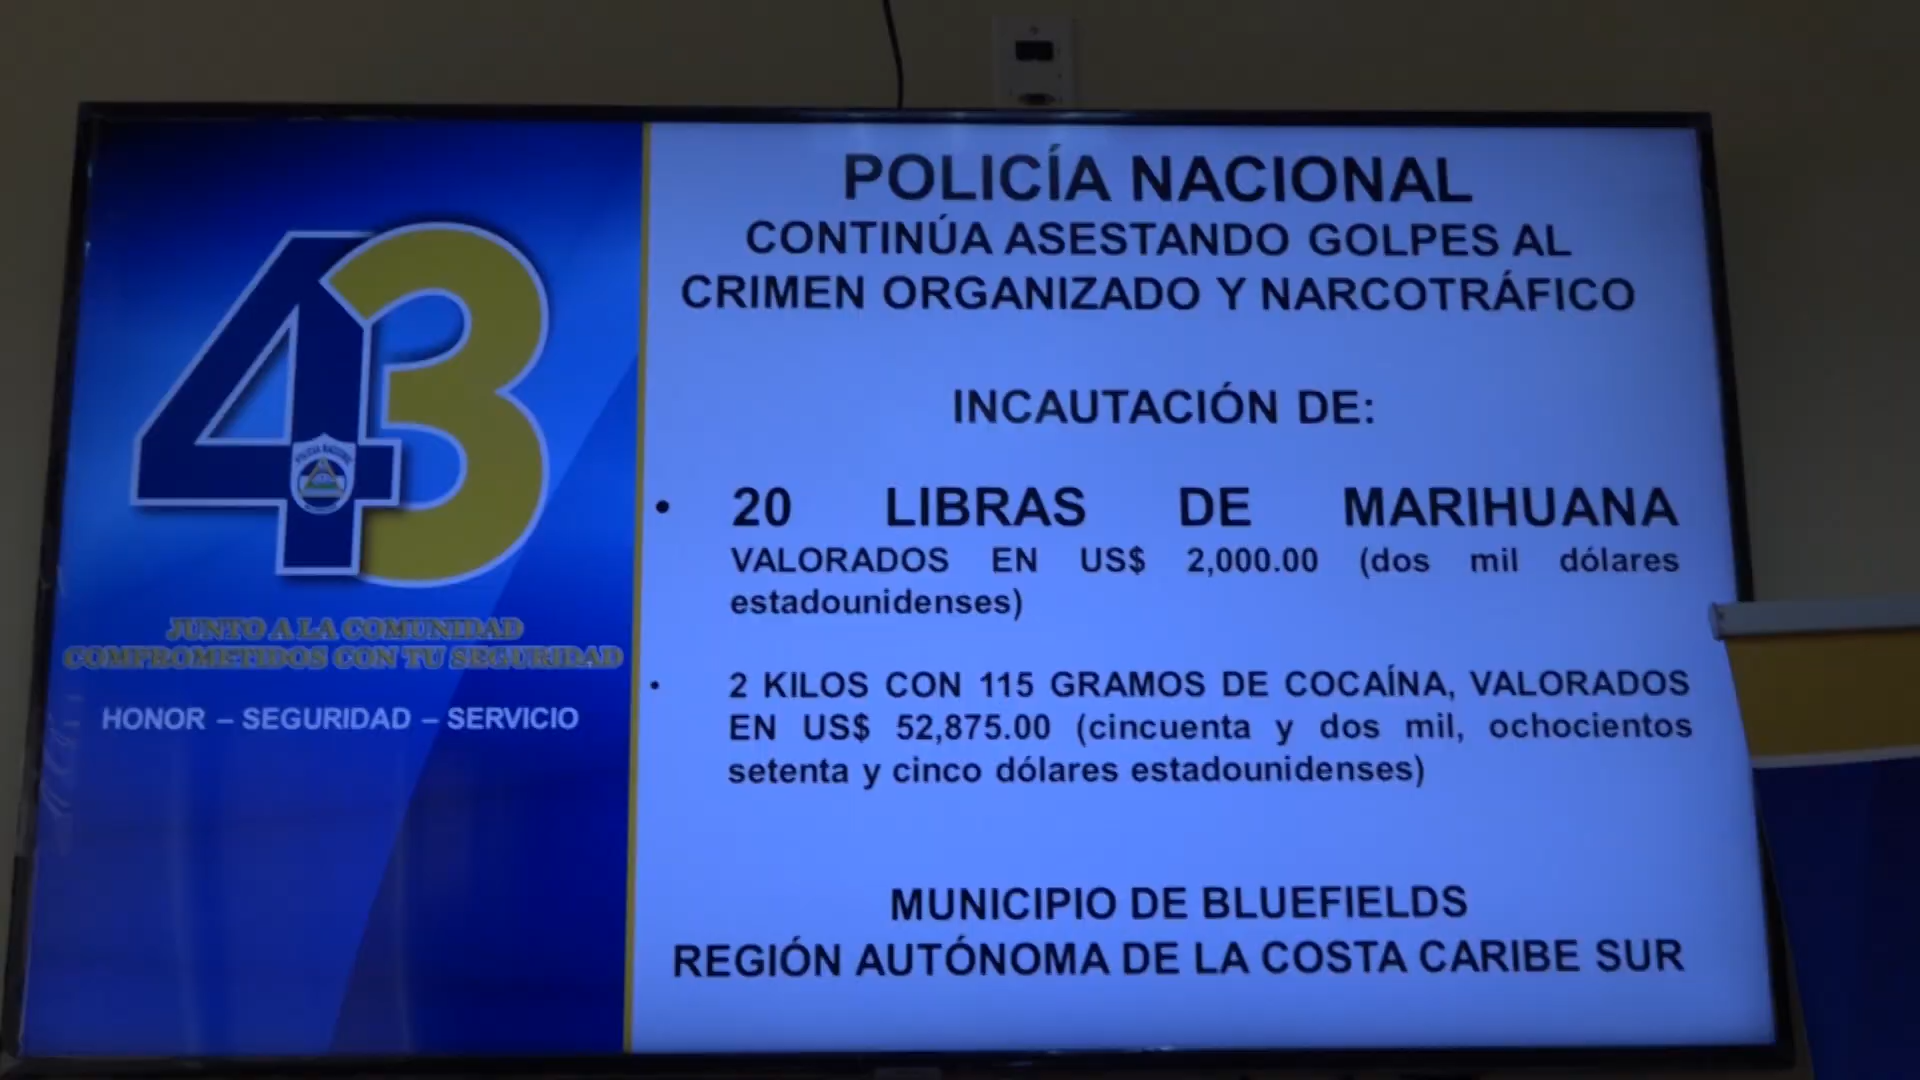 43
POLICÍA NACIONAL
JUNTO A LA COMUNIDAD
COMPROMETIDOS CON TU SEGURIDAD
HONOR – SEGURIDAD – SERVICIO
POLICÍA NACIONAL
CONTINÚA ASESTANDO GOLPES AL
CRIMEN ORGANIZADO Y NARCOTRÁFICO
INCAUTACIÓN DE:
• 20 LIBRAS DE MARIHUANA
VALORADOS EN US$ 2,000.00 (dos mil dólares
estadounidenses)
• 2 KILOS CON 115 GRAMOS DE COCAÍNA, VALORADOS
EN US$ 52,875.00 (cincuenta y dos mil, ochocientos
setenta y cinco dólares estadounidenses)
MUNICIPIO DE BLUEFIELDS
REGIÓN AUTÓNOMA DE LA COSTA CARIBE SUR